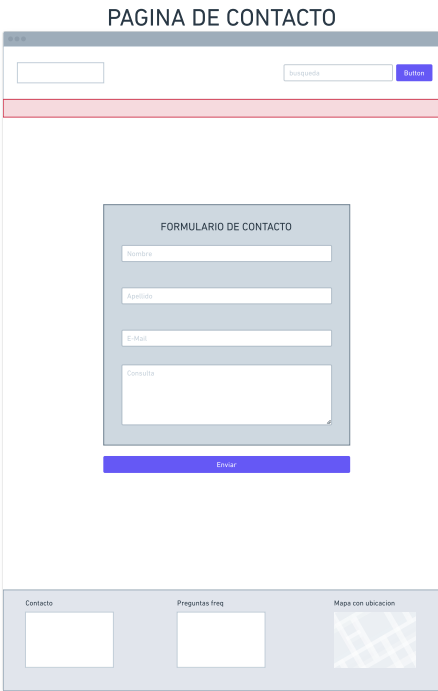 PAGINA DE CONTACTO
busqueda
Button
FORMULARIO DE CONTACTO
Nombre
Apellido
E-Mail
Consulta
Enviar
Contacto
Preguntas freq
Mapa con ubicacion